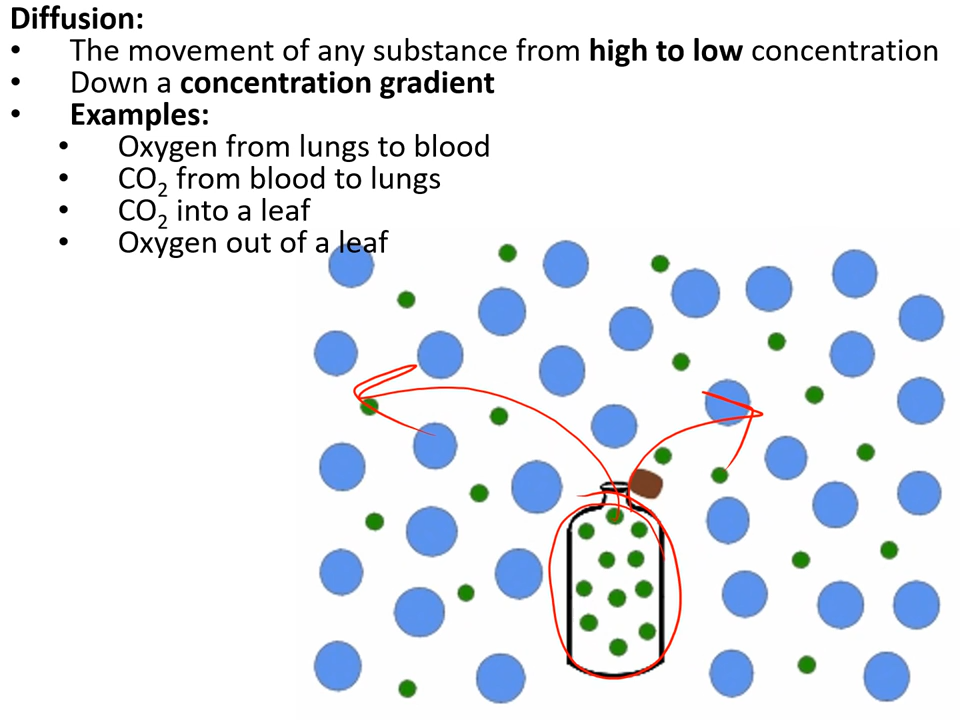 Diffusion:
• The movement of any substance from high to low concentration
• Down a concentration gradient
• Examples:
• Oxygen from lungs to blood
• CO₂ from blood to lungs
• CO₂ into a leaf
• Oxygen out of a leaf